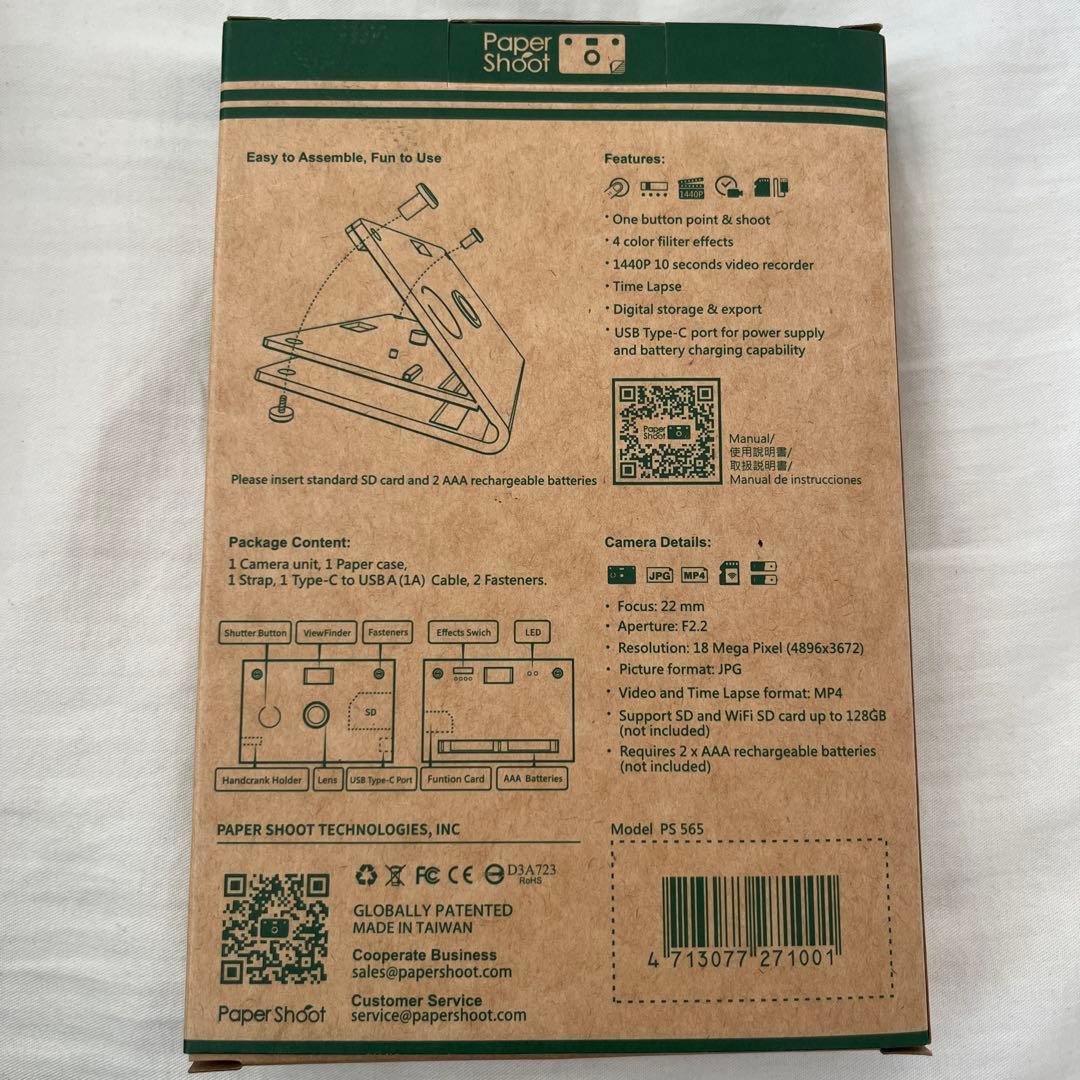 Paper
Shoot
Easy to Assemble, Fun to Use
Please insert standard SD card and 2 AAA rechargeable batteries
Features:
1440P
• One button point & shoot
• 4 color filiter effects
• 1440P 10 seconds video recorder
• Time Lapse
• Digital storage & export
• USB Type-C port for power supply
and battery charging capability
Paper
Shoot
Manual/
使用說明書/
取扱説明書/
Manual de instrucciones
Package Content:
1 Camera unit, 1 Paper case,
1 Strap, 1 Type-C to USB A (1A) Cable, 2 Fasteners.
Shutter Button
ViewFinder
Fasteners
Effects Swich
LED
SD
Handcrank Holder
Lens
USB Type-C Port
Funtion Card
AAA Batteries
Camera Details:
JPG
MP4
• Focus: 22 mm
• Aperture: F2.2
• Resolution: 18 Mega Pixel (4896x3672)
• Picture format: JPG
• Video and Time Lapse format: MP4
• Support SD and WiFi SD card up to 128GB
(not included)
• Requires 2 x AAA rechargeable batteries
(not included)
PAPER SHOOT TECHNOLOGIES, INC
FC CE D3A723
RoHS
GLOBALLY PATENTED
MADE IN TAIWAN
Cooperate Business
sales@papershoot.com
Customer Service
service@papershoot.com
Paper Shoot
Model PS 565
4 713077 271001